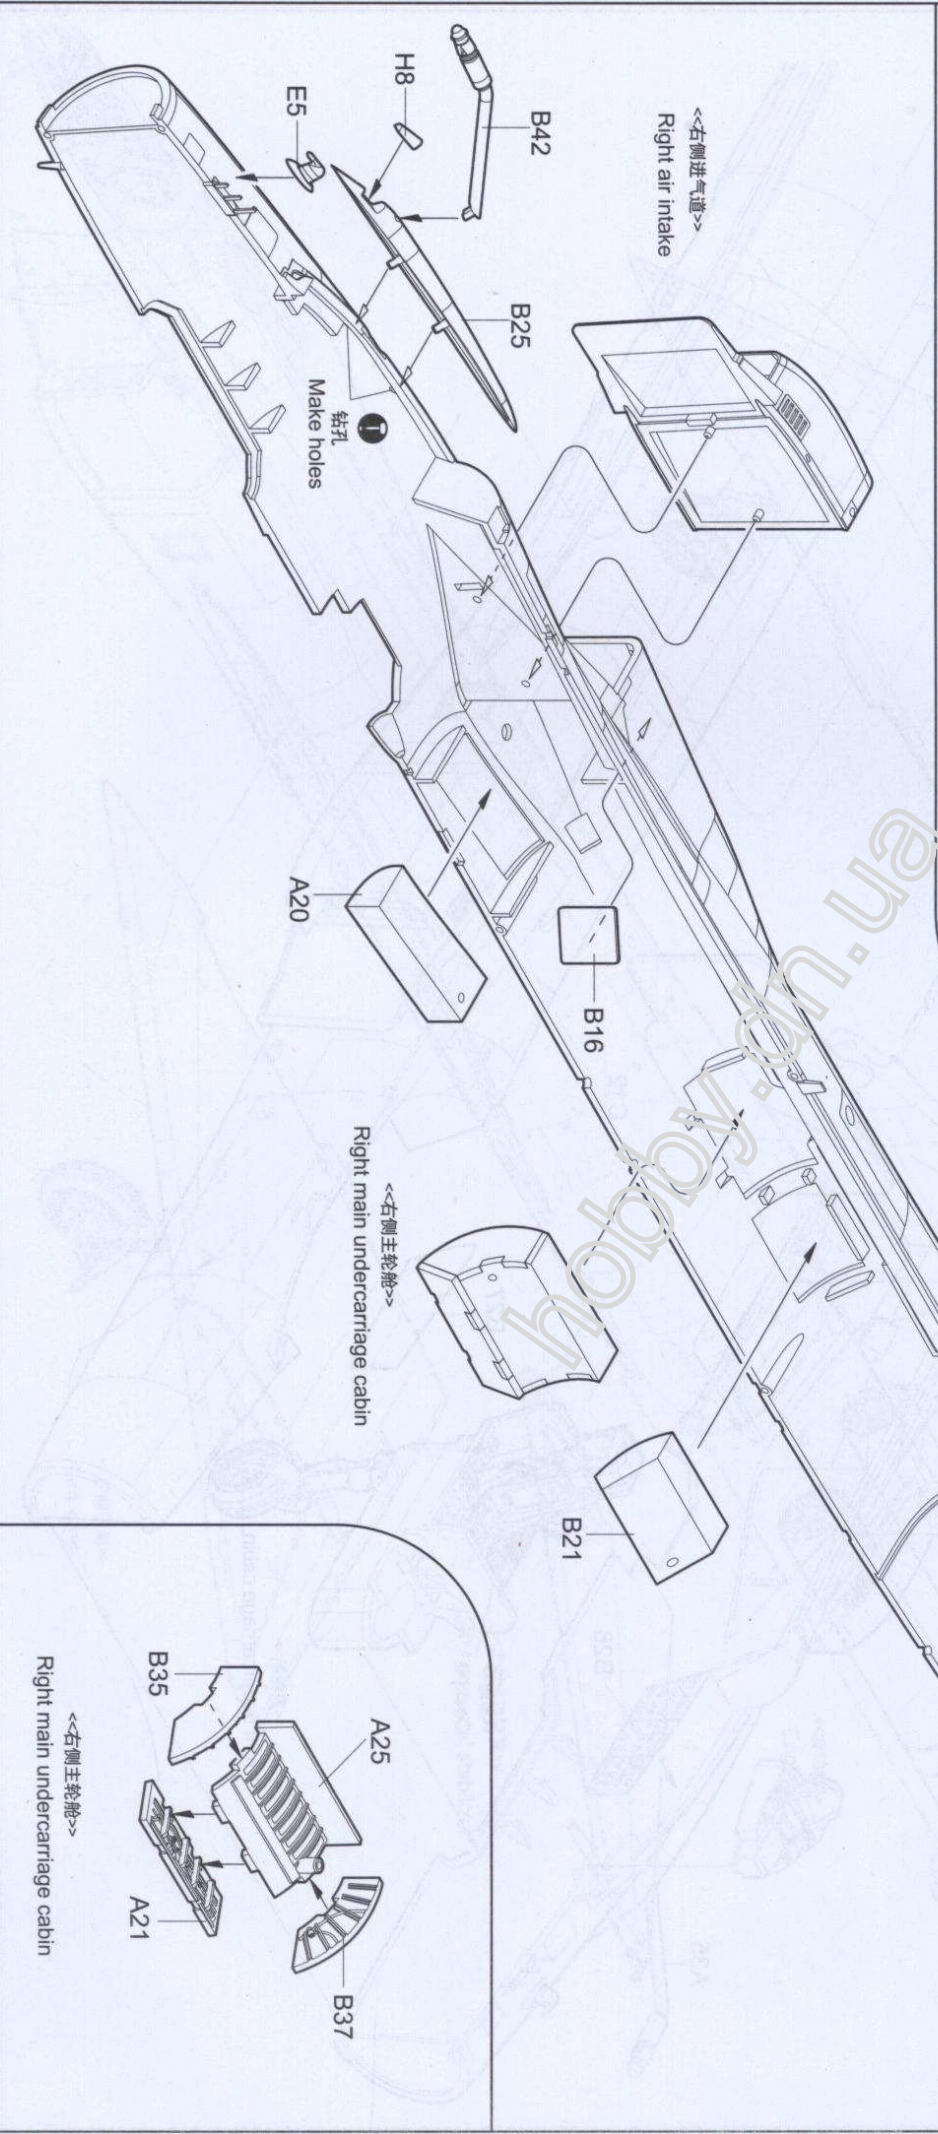 <<右侧进气道>>
Right air intake
B42
H8
E5
B25
钻孔
Make holes
A20
B16
<<右侧主轮舱>>
Right main undercarriage cabin
B21
A25
B35
B37
A21
<<右侧主轮舱>>
Right main undercarriage cabin
hobby.dn.ua
B28